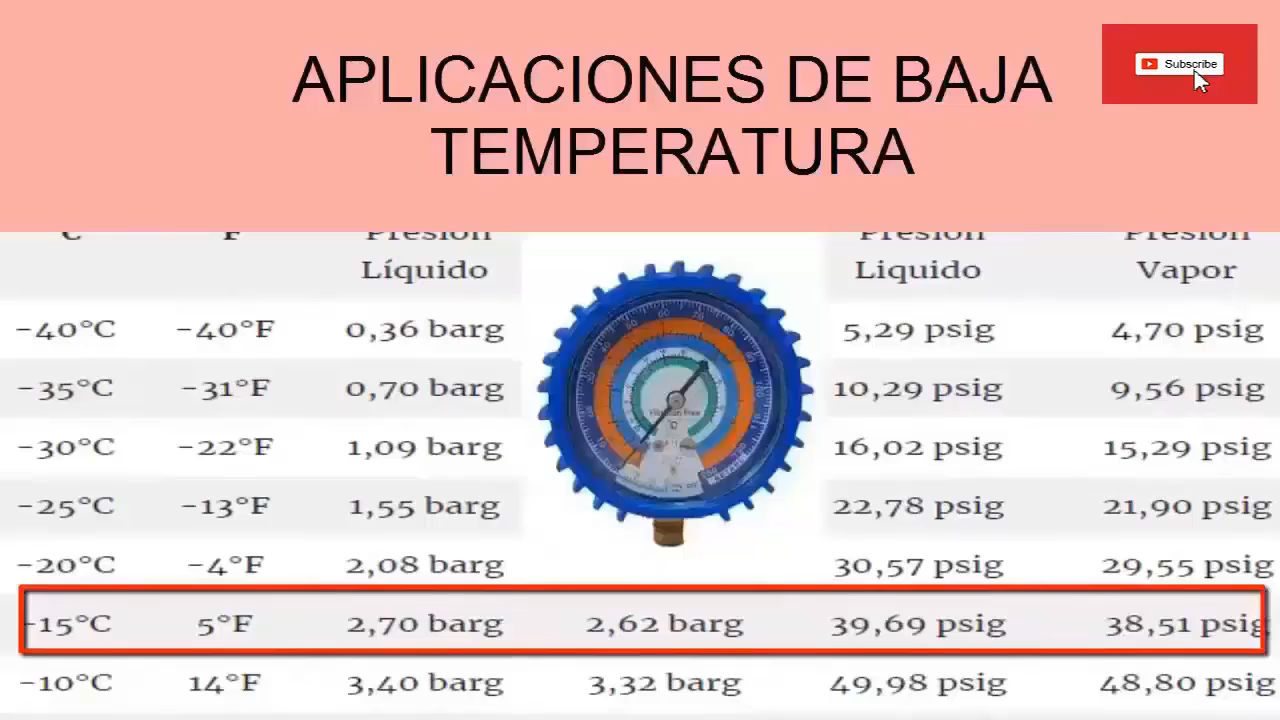 APLICACIONES DE BAJA
TEMPERATURA
Subscribe
C F Presión Presión Presión
Líquido Liquido Vapor
-40°C -40°F 0,36 barg 5,29 psig 4,70 psig
-35°C -31°F 0,70 barg 10,29 psig 9,56 psig
-30°C -22°F 1,09 barg 16,02 psig 15,29 psig
-25°C -13°F 1,55 barg 22,78 psig 21,90 psig
-20°C -4°F 2,08 barg 30,57 psig 29,55 psig
-15°C 5°F 2,70 barg 2,62 barg 39,69 psig 38,51 psig
-10°C 14°F 3,40 barg 3,32 barg 49,98 psig 48,80 psig